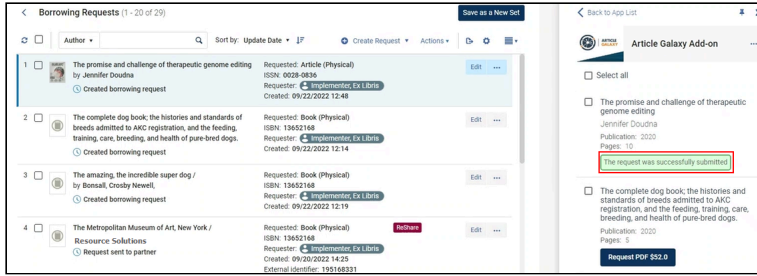 Borrowing Requests (1 - 20 of 29)
Save as a New Set
Author
Sort by: Update Date
Create Request
Actions
1
The promise and challenge of therapeutic genome editing
by Jennifer Doudna
Created borrowing request
Requested: Article (Physical)
ISSN: 0028-0836
Requester: Implementer, Ex Libris
Created: 09/22/2022 12:48
Edit
2
The complete dog book; the histories and standards of
breeds admitted to AKC registration, and the feeding,
training, care, breeding, and health of pure-bred dogs.
Created borrowing request
Requested: Book (Physical)
ISBN: 13652168
Requester: Implementer, Ex Libris
Created: 09/22/2022 12:14
Edit
3
The amazing, the incredible super dog /
by Bonsall, Crosby Newell,
Created borrowing request
Requested: Book (Physical)
ISBN: 13652168
Requester: Implementer, Ex Libris
Created: 09/22/2022 12:19
Edit
4
The Metropolitan Museum of Art, New York /
Resource Solutions
Request sent to partner
Requested: Book (Physical)
ISBN: 13652168
Requester: Implementer, Ex Libris
Created: 09/20/2022 14:25
External identifier: 195168331
ReShare
Edit
Back to App List
ARTICLE
GALAXY
Article Galaxy Add-on
Select all
The promise and challenge of therapeutic
genome editing
Jennifer Doudna
Publication: 2020
Pages: 10
The request was successfully submitted
The complete dog book; the histories and
standards of breeds admitted to AKC
registration, and the feeding, training, care,
breeding, and health of pure-bred dogs.
Publication: 2020
Pages: 5
Request PDF $52.0